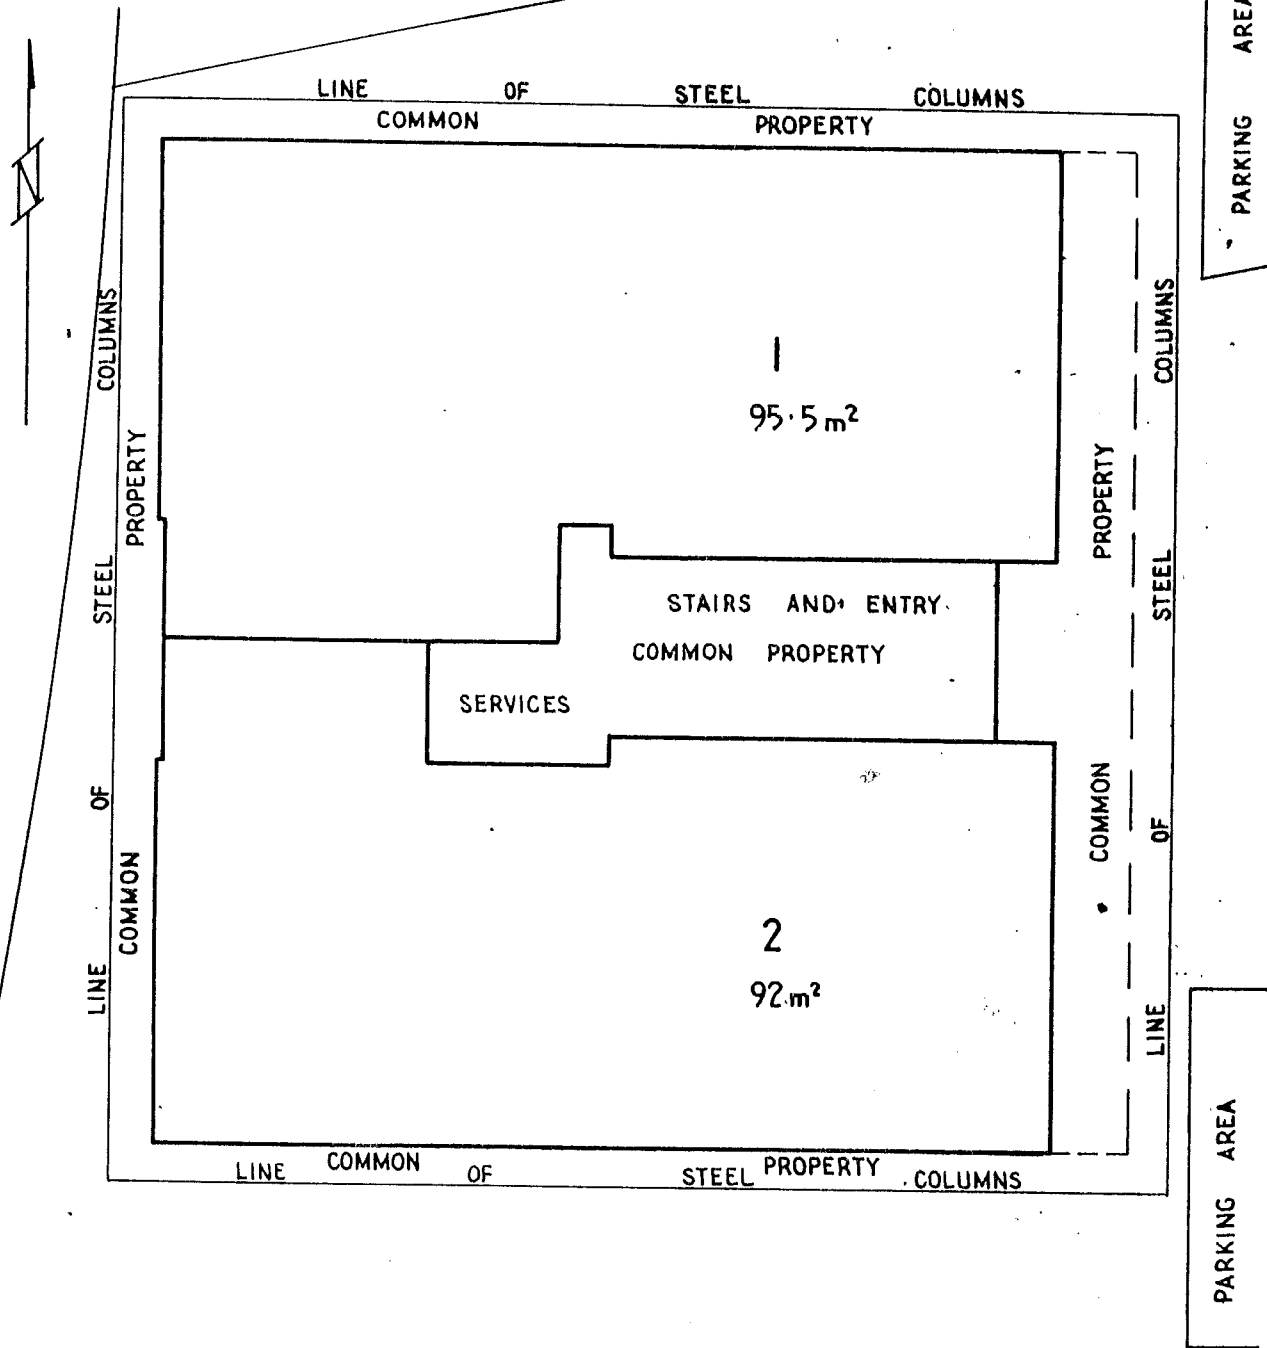 LINE OF STEEL COLUMNS
COMMON PROPERTY
PARKING AREA
N
LINE OF STEEL COLUMNS
COMMON PROPERTY
1
95.5 m²
COMMON PROPERTY
LINE OF STEEL COLUMNS
STAIRS AND ENTRY
COMMON PROPERTY
SERVICES
2
92 m²
COMMON PROPERTY
LINE OF STEEL COLUMNS
PARKING AREA